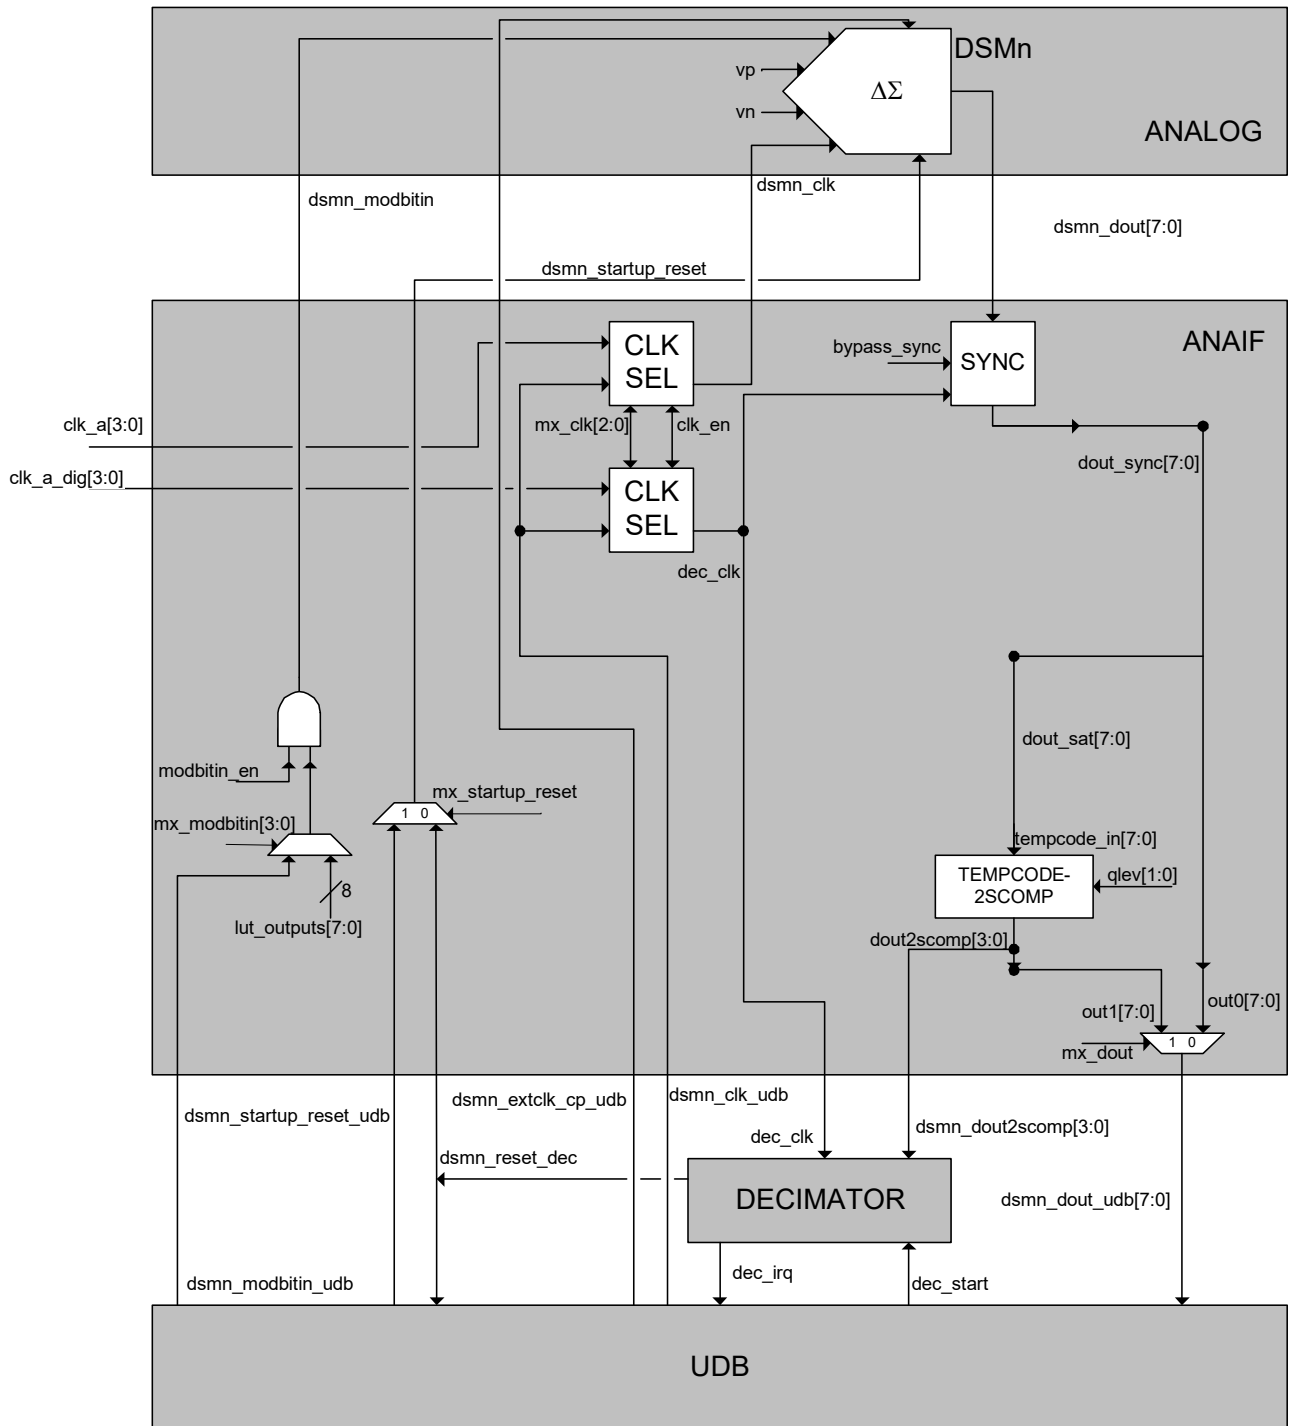 DSMn
vp
ΔΣ
vn
ANALOG
dsmn_clk
dsmn_modbitin
dsmn_dout[7:0]
dsmn_startup_reset
CLK
SEL
bypass_sync
SYNC
ANAIF
clk_a[3:0]
mx_clk[2:0]
clk_en
dout_sync[7:0]
clk_a_dig[3:0]
CLK
SEL
dec_clk
dout_sat[7:0]
modbitin_en
mx_startup_reset
1 0
mx_modbitin[3:0]
tempcode_in[7:0]
TEMPCODE-
2SCOMP
qlev[1:0]
8
lut_outputs[7:0]
dout2scomp[3:0]
out1[7:0]
out0[7:0]
1 0
mx_dout
dsmn_startup_reset_udb
dsmn_extclk_cp_udb
dsmn_clk_udb
dsmn_dout2scomp[3:0]
dec_clk
dsmn_reset_dec
DECIMATOR
dsmn_dout_udb[7:0]
dsmn_modbitin_udb
dec_irq
dec_start
UDB